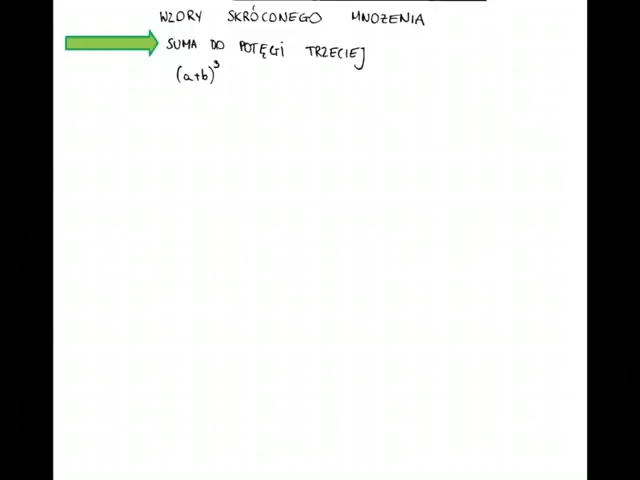 WZORY SKRÓCONEGO MNOŻENIA
SUMA DO POTĘGI TRZECIEJ
(a+b)³